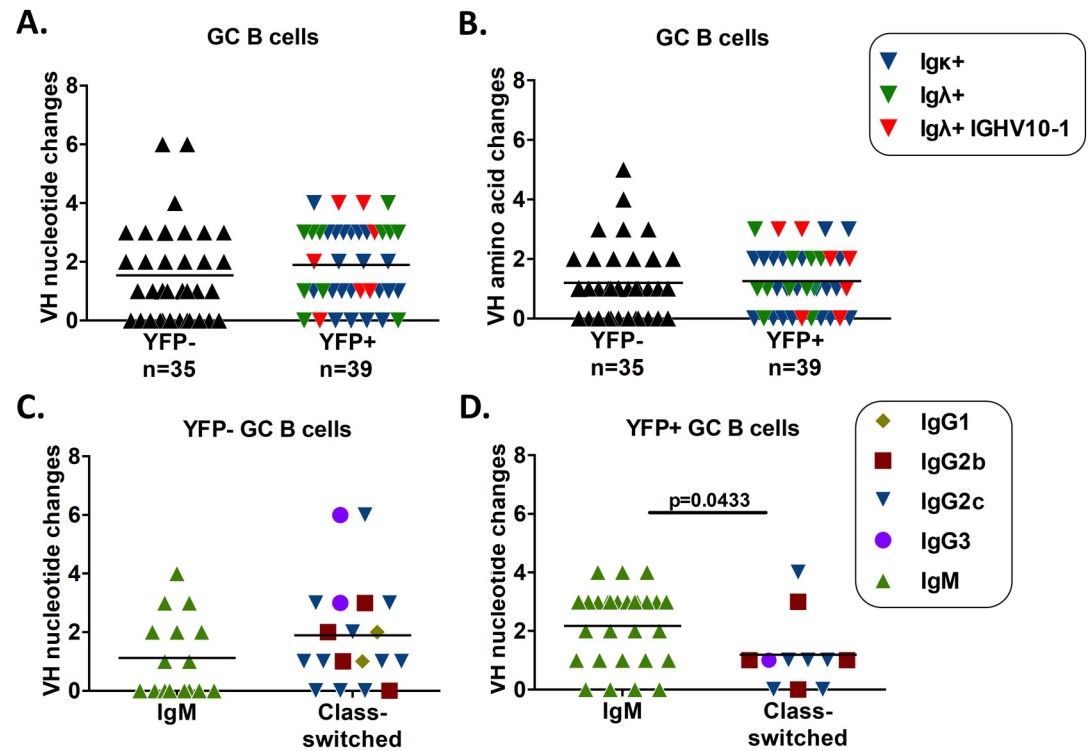 A.
GC B cells
VH nucleotide changes
8
6
4
2
0
YFP-
n=35
YFP+
n=39
B.
GC B cells
VH amino acid changes
8
6
4
2
0
YFP-
n=35
YFP+
n=39
Igκ+
Igλ+
Igλ+ IGHV10-1
C.
YFP- GC B cells
VH nucleotide changes
8
6
4
2
0
IgM
Class-
switched
D.
YFP+ GC B cells
VH nucleotide changes
8
6
4
2
0
p=0.0433
IgM
Class-
switched
IgG1
IgG2b
IgG2c
IgG3
IgM